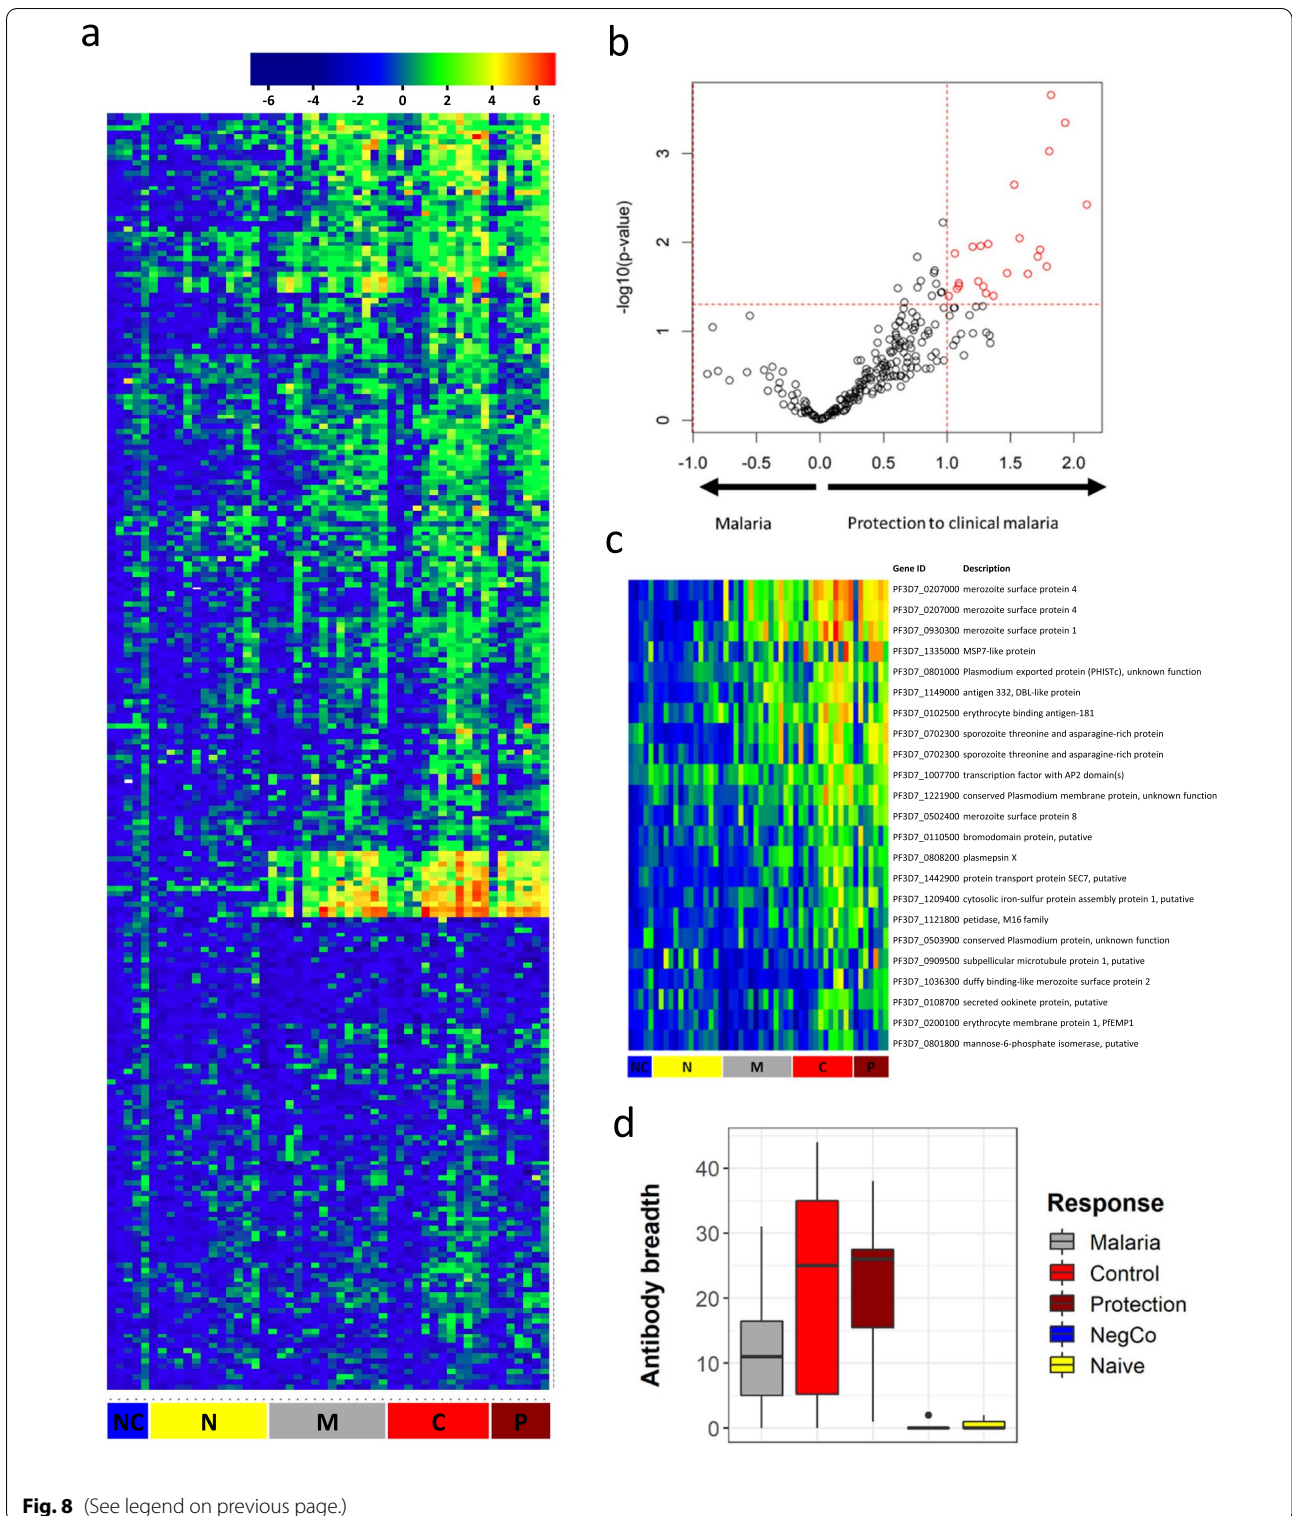 a
-6 -4 -2 0 2 4 6
NC N M C P
b
-log10(p-value)
3
2
1
0
-1.0 -0.5 0.0 0.5 1.0 1.5 2.0
Malaria Protection to clinical malaria
c
Gene ID Description
PF3D7_0207000 merozoite surface protein 4
PF3D7_0207000 merozoite surface protein 4
PF3D7_0930300 merozoite surface protein 1
PF3D7_1335000 MSP7-like protein
PF3D7_0801000 Plasmodium exported protein (PHISTc), unknown function
PF3D7_1149000 antigen 332, DBL-like protein
PF3D7_0102500 erythrocyte binding antigen-181
PF3D7_0702300 sporozoite threonine and asparagine-rich protein
PF3D7_0702300 sporozoite threonine and asparagine-rich protein
PF3D7_1007700 transcription factor with AP2 domain(s)
PF3D7_1221900 conserved Plasmodium membrane protein, unknown function
PF3D7_0502400 merozoite surface protein 8
PF3D7_0110500 bromodomain protein, putative
PF3D7_0808200 plasmepsin X
PF3D7_1442900 protein transport protein SEC7, putative
PF3D7_1209400 cytosolic iron-sulfur protein assembly protein 1, putative
PF3D7_1121800 petidase, M16 family
PF3D7_0503900 conserved Plasmodium protein, unknown function
PF3D7_0909500 subpellicular microtubule protein 1, putative
PF3D7_1036300 duffy binding-like merozoite surface protein 2
PF3D7_0108700 secreted ookinete protein, putative
PF3D7_0200100 erythrocyte membrane protein 1, PfEMP1
PF3D7_0801800 mannose-6-phosphate isomerase, putative
NC N M C P
d
Antibody breadth
40
30
20
10
0
Response
Malaria
Control
Protection
NegCo
Naive
Fig. 8 (See legend on previous page.)